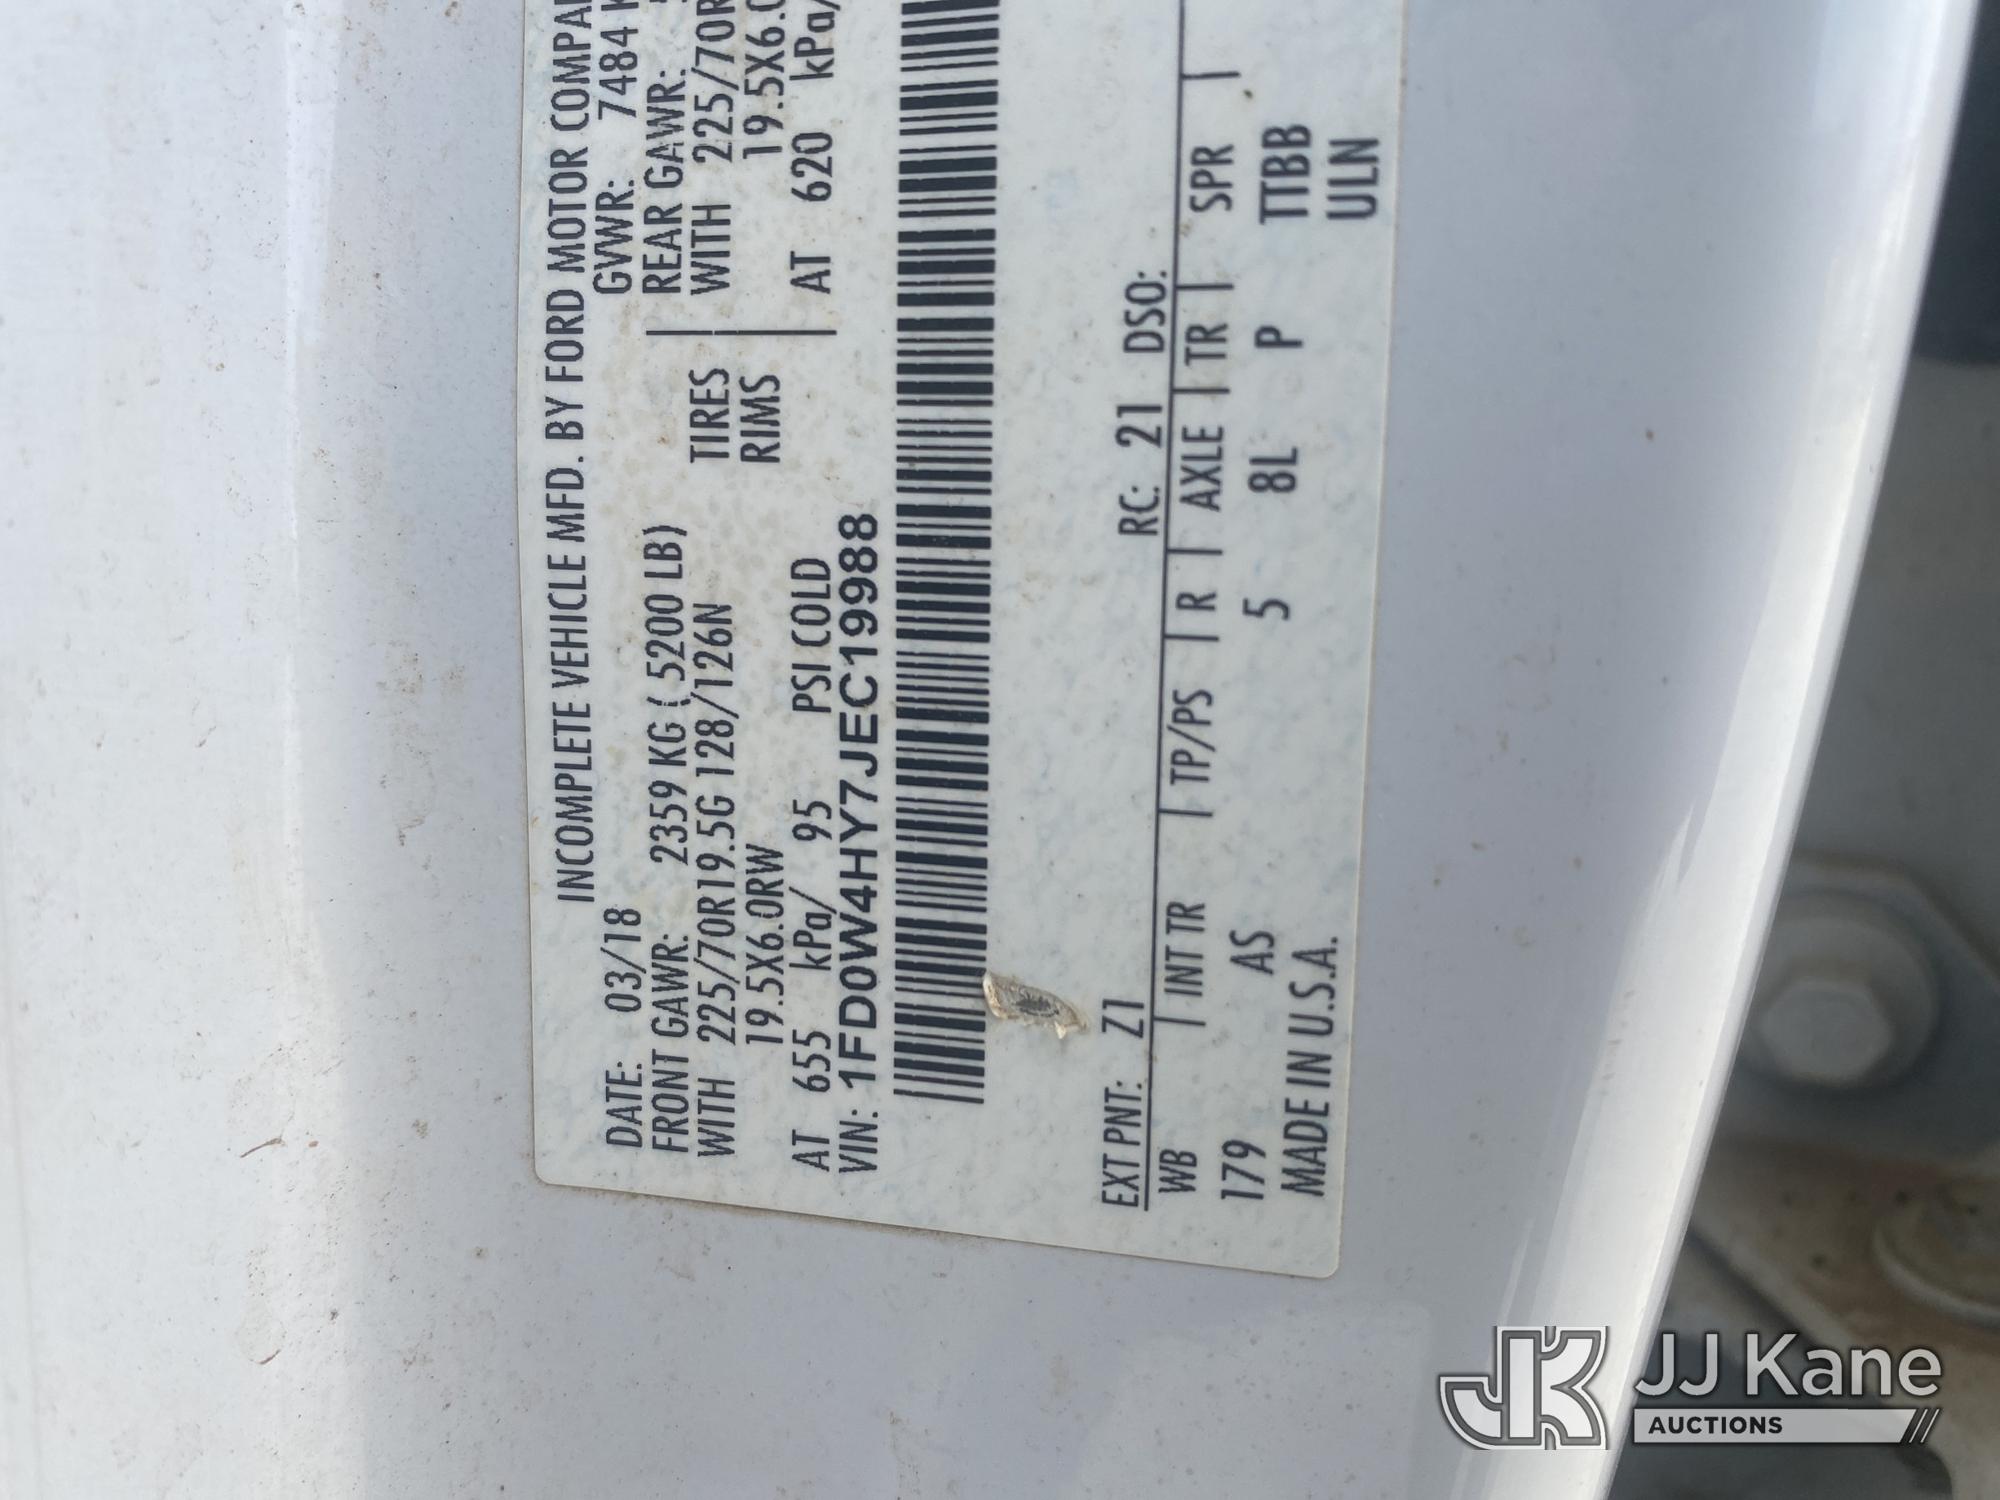 INCOMPLETE VEHICLE MFD. BY FORD MOTOR
DATE: 03/18 GVWR: 7484
FRONT GAWR: 2359 KG ( 5200 LB) REAR GAWR:
WITH 225/70R19.5G 128/126N TIRES WITH 225/70R
19.5X6.0RW RIMS 19.5X6.0
AT 655 kPa/ 95 PSI COLD AT 620 kPa/
VIN: 1FD0W4HY7JEC19988
EXT PNT: Z1 RC: 21 DSO:
WB | INT TR | TP/PS | R | AXLE | TR | SPR |
179 AS 5 5 8L P TTBB
MADE IN U.S.A. ULN
JK JJ Kane
AUCTIONS